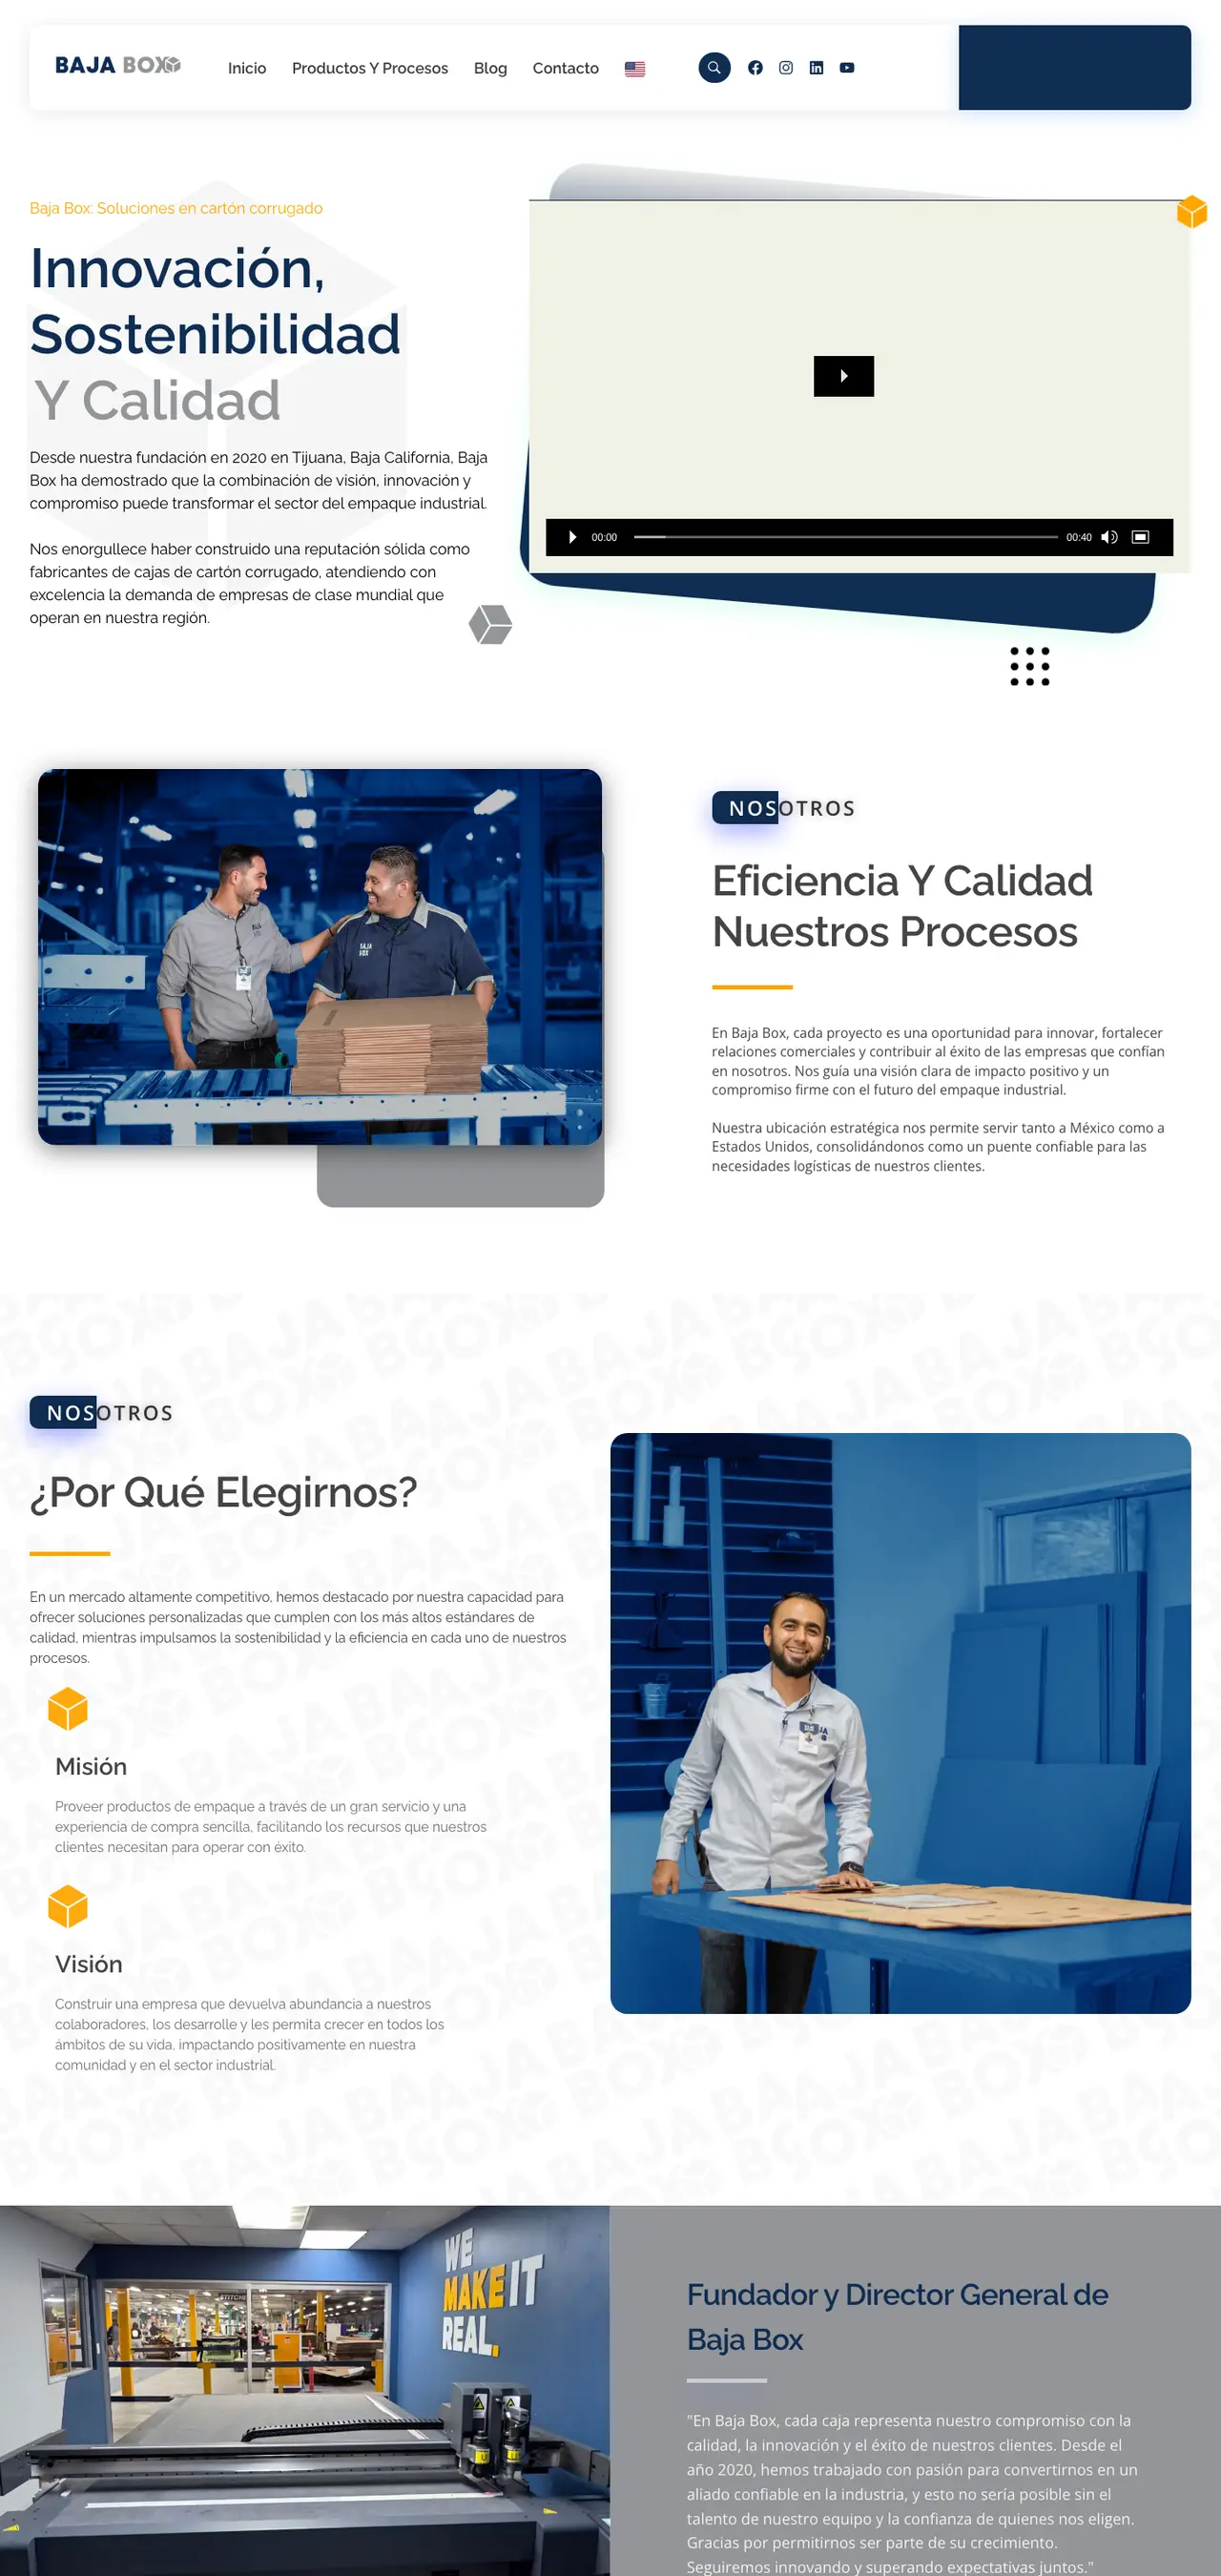 BAJA BOX
Inicio
Productos Y Procesos
Blog
Contacto
Baja Box: Soluciones en cartón corrugado
Innovación,
Sostenibilidad
Y Calidad
Desde nuestra fundación en 2020 en Tijuana, Baja California, Baja
Box ha demostrado que la combinación de visión, innovación y
compromiso puede transformar el sector del empaque industrial.
Nos enorgullece haber construido una reputación sólida como
fabricantes de cajas de cartón corrugado, atendiendo con
excelencia la demanda de empresas de clase mundial que
operan en nuestra región.
00:00
00:40
NOSOTROS
Eficiencia Y Calidad
Nuestros Procesos
En Baja Box, cada proyecto es una oportunidad para innovar, fortalecer
relaciones comerciales y contribuir al éxito de las empresas que confían
en nosotros. Nos guía una visión clara de impacto positivo y un
compromiso firme con el futuro del empaque industrial.
Nuestra ubicación estratégica nos permite servir tanto a México como a
Estados Unidos, consolidándonos como un puente confiable para las
necesidades logísticas de nuestros clientes.
BAJA
BOX
NOSOTROS
¿Por Qué Elegirnos?
En un mercado altamente competitivo, hemos destacado por nuestra capacidad para
ofrecer soluciones personalizadas que cumplen con los más altos estándares de
calidad, mientras impulsamos la sostenibilidad y la eficiencia en cada uno de nuestros
procesos.
Misión
Proveer productos de empaque a través de un gran servicio y una
experiencia de compra sencilla, facilitando los recursos que nuestros
clientes necesitan para operar con éxito.
Visión
Construir una empresa que devuelva abundancia a nuestros
colaboradores, los desarrolle y les permita crecer en todos los
ámbitos de su vida, impactando positivamente en nuestra
comunidad y en el sector industrial.
WE
MAKE IT
REAL.
Fundador y Director General de
Baja Box
"En Baja Box, cada caja representa nuestro compromiso con la
calidad, la innovación y el éxito de nuestros clientes. Desde el
año 2020, hemos trabajado con pasión para convertirnos en un
aliado confiable en la industria, y esto no sería posible sin el
talento de nuestro equipo y la confianza de quienes nos eligen.
Gracias por permitirnos ser parte de su crecimiento.
Seguiremos innovando y superando expectativas juntos."